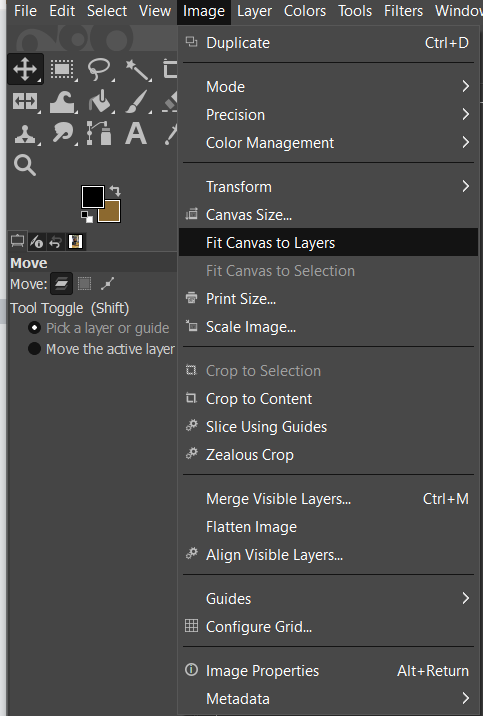 File Edit Select View Image Layer Colors Tools Filters Window
Duplicate Ctrl+D
Mode
Precision
Color Management
Transform
Canvas Size...
Fit Canvas to Layers
Fit Canvas to Selection
Print Size...
Scale Image...
Crop to Selection
Crop to Content
Slice Using Guides
Zealous Crop
Merge Visible Layers... Ctrl+M
Flatten Image
Align Visible Layers...
Guides
Configure Grid...
Image Properties Alt+Return
Metadata
Move
Move:
Tool Toggle (Shift)
Pick a layer or guide
Move the active layer